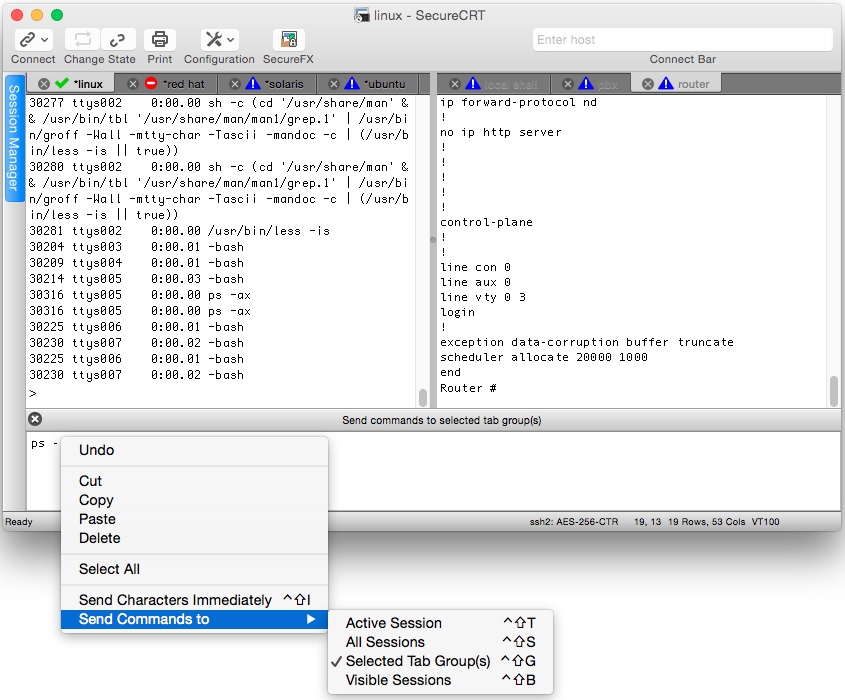 linux - SecureCRT
Connect Change State Print Configuration SecureFX
Enter host
Connect Bar
Session Manager
*linux *red hat *solaris *ubuntu
local shell pbx router
30277 ttys002 0:00.00 sh -c (cd '/usr/share/man' &
& /usr/bin/tbl '/usr/share/man/man1/grep.1' | /usr/bi
n/groff -Wall -mtty-char -Tascii -mandoc -c | (/usr/b
in/less -is || true))
30280 ttys002 0:00.00 sh -c (cd '/usr/share/man' &
& /usr/bin/tbl '/usr/share/man/man1/grep.1' | /usr/bi
n/groff -Wall -mtty-char -Tascii -mandoc -c | (/usr/b
in/less -is || true))
30281 ttys002 0:00.00 /usr/bin/less -is
30204 ttys003 0:00.01 -bash
30209 ttys004 0:00.01 -bash
30214 ttys005 0:00.03 -bash
30316 ttys005 0:00.00 ps -ax
30316 ttys005 0:00.00 ps -ax
30225 ttys006 0:00.01 -bash
30230 ttys007 0:00.02 -bash
30225 ttys006 0:00.01 -bash
30230 ttys007 0:00.02 -bash
>
ip forward-protocol nd
!
no ip http server
!
!
!
!
!
control-plane
!
!
line con 0
line aux 0
line vty 0 3
login
!
exception data-corruption buffer truncate
scheduler allocate 20000 1000
end
Router #
Send commands to selected tab group(s)
ps -
Undo
Cut
Copy
Paste
Delete
Select All
Send Characters Immediately ^⇧I
Send Commands to
Active Session ^⇧T
All Sessions ^⇧S
✓ Selected Tab Group(s) ^⇧G
Visible Sessions ^⇧B
Ready
ssh2: AES-256-CTR 19, 13 19 Rows, 53 Cols VT100